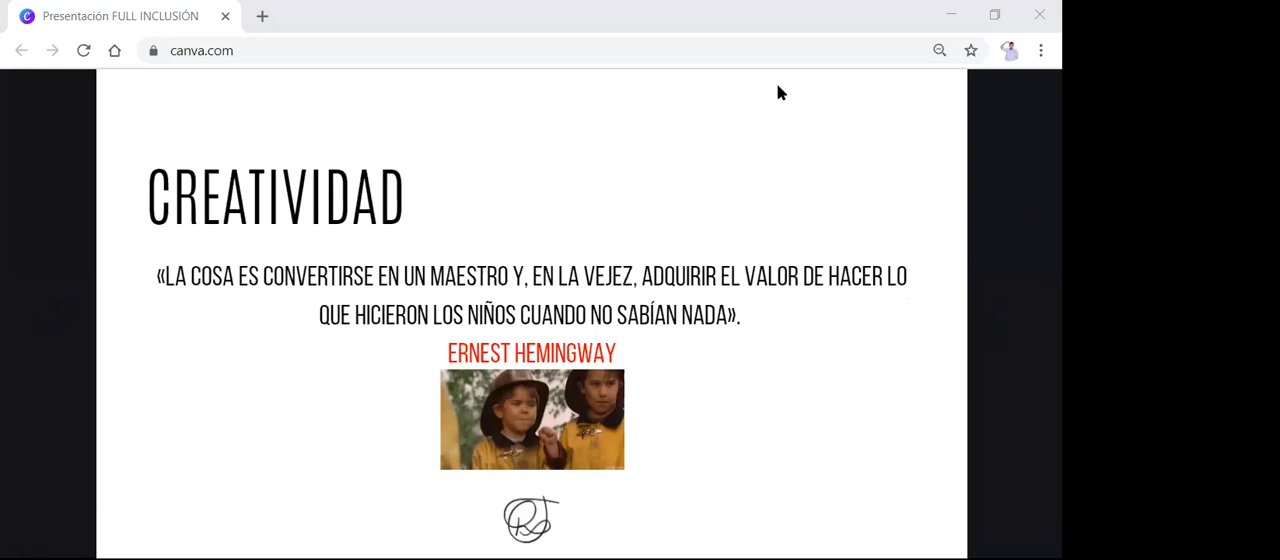 Presentación FULL INCLUSIÓN
canva.com
CREATIVIDAD
«LA COSA ES CONVERTIRSE EN UN MAESTRO Y, EN LA VEJEZ, ADQUIRIR EL VALOR DE HACER LO
QUE HICIERON LOS NIÑOS CUANDO NO SABÍAN NADA».
ERNEST HEMINGWAY